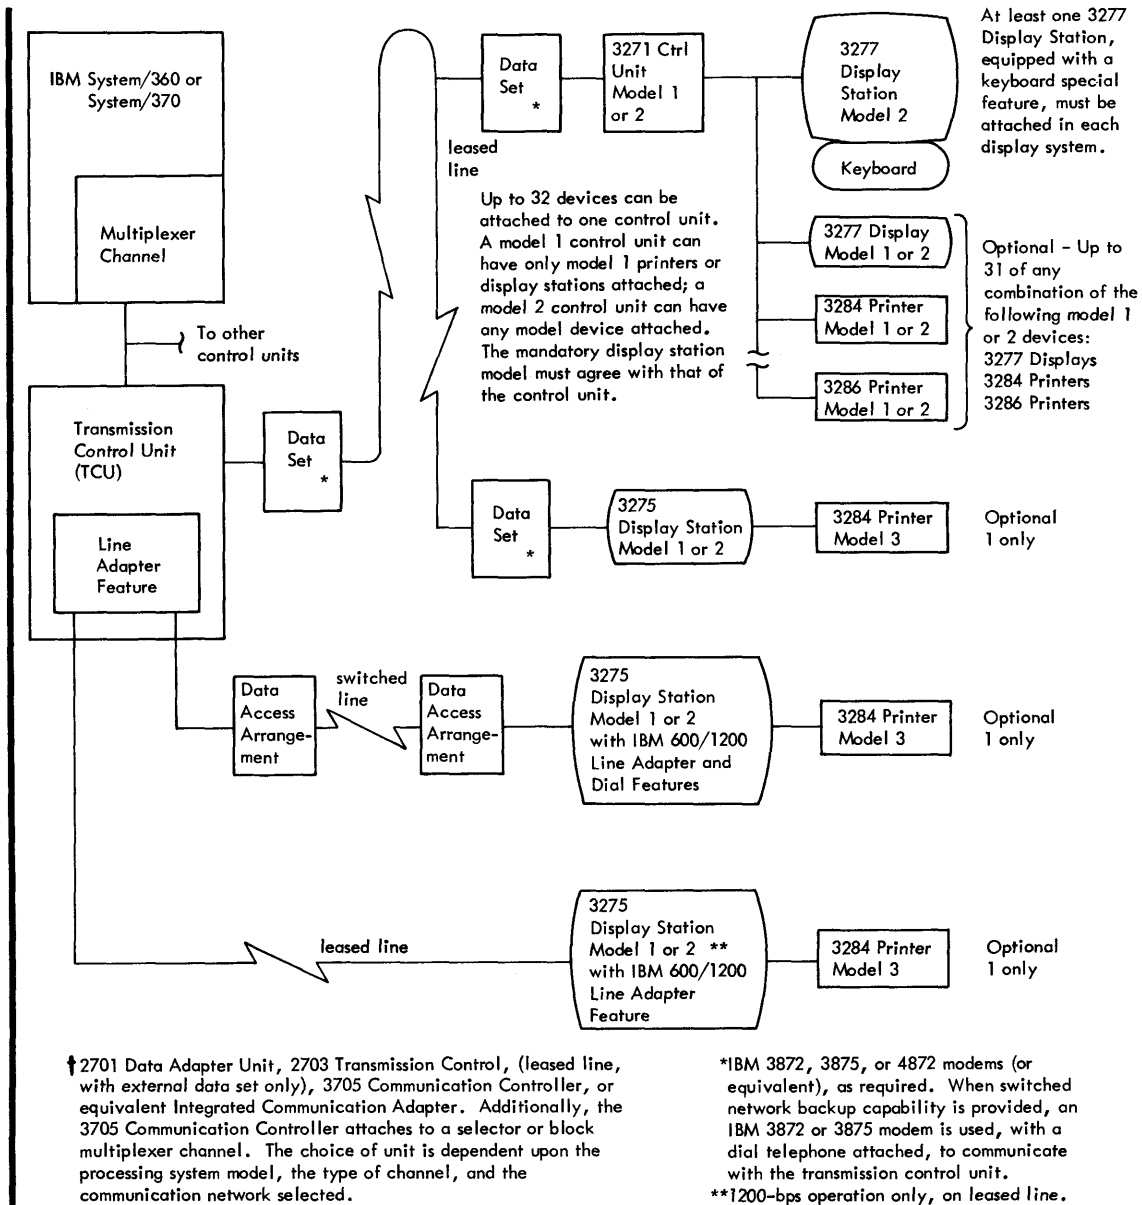 IBM System/360 or
System/370
Multiplexer
Channel
To other
control units
Transmission
Control Unit
(TCU)
Line
Adapter
Feature
Data
Set
*
leased
line
Data
Set
*
3271 Ctrl
Unit
Model 1
or 2
3277
Display
Station
Model 2
Keyboard
At least one 3277
Display Station,
equipped with a
keyboard special
feature, must be
attached in each
display system.
Up to 32 devices can be
attached to one control unit.
A model 1 control unit can
have only model 1 printers or
display stations attached; a
model 2 control unit can have
any model device attached.
The mandatory display station
model must agree with that of
the control unit.
3277 Display
Model 1 or 2
3284 Printer
Model 1 or 2
3286 Printer
Model 1 or 2
Optional - Up to
31 of any
combination of the
following model 1
or 2 devices:
3277 Displays
3284 Printers
3286 Printers
Data
Set
*
3275
Display Station
Model 1 or 2
3284 Printer
Model 3
Optional
1 only
Data
Access
Arrange-
ment
switched
line
Data
Access
Arrange-
ment
3275
Display Station
Model 1 or 2
with IBM 600/1200
Line Adapter and
Dial Features
3284 Printer
Model 3
Optional
1 only
leased line
3275
Display Station
Model 1 or 2 **
with IBM 600/1200
Line Adapter
Feature
3284 Printer
Model 3
Optional
1 only
†2701 Data Adapter Unit, 2703 Transmission Control, (leased line,
with external data set only), 3705 Communication Controller, or
equivalent Integrated Communication Adapter. Additionally, the
3705 Communication Controller attaches to a selector or block
multiplexer channel. The choice of unit is dependent upon the
processing system model, the type of channel, and the
communication network selected.
*IBM 3872, 3875, or 4872 modems (or
equivalent), as required. When switched
network backup capability is provided, an
IBM 3872 or 3875 modem is used, with a
dial telephone attached, to communicate
with the transmission control unit.
**1200-bps operation only, on leased line.